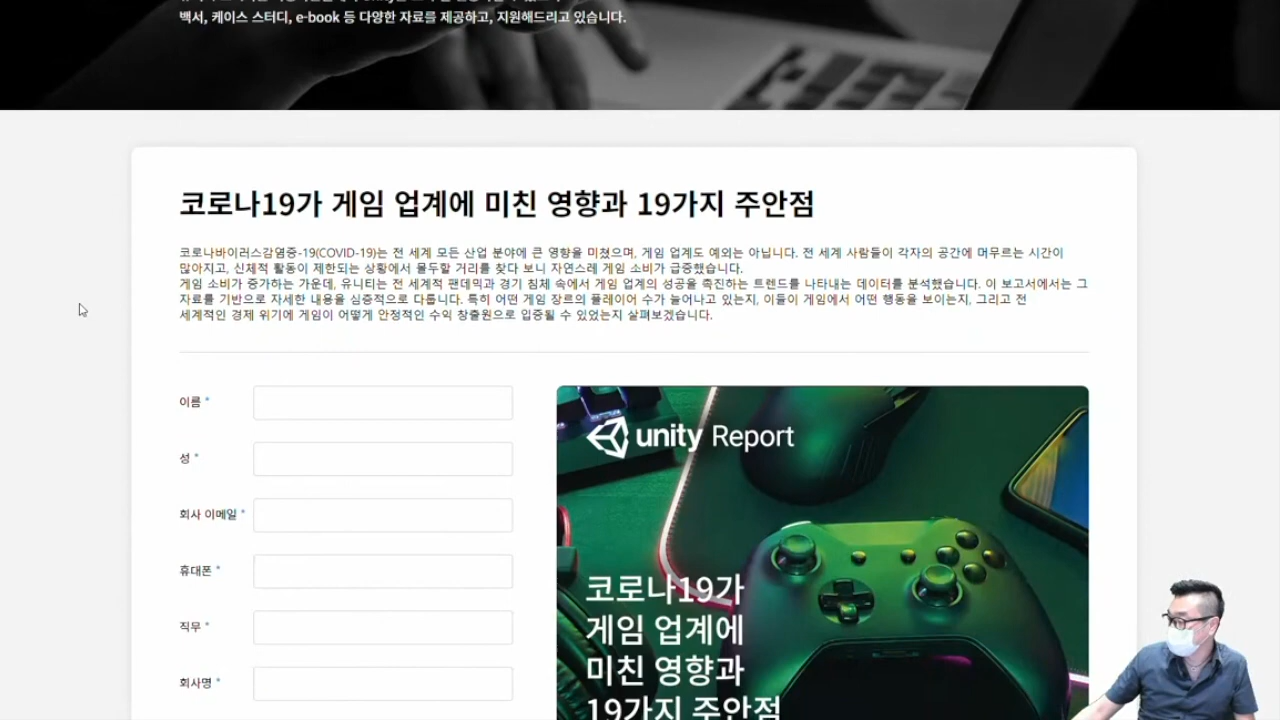 백서, 케이스 스터디, e-book 등 다양한 자료를 제공하고, 지원해드리고 있습니다.
코로나19가 게임 업계에 미친 영향과 19가지 주안점
코로나바이러스감염증-19(COVID-19)는 전 세계 모든 산업 분야에 큰 영향을 미쳤으며, 게임 업계도 예외는 아닙니다. 전 세계 사람들이 각자의 공간에 머무르는 시간이
많아지고, 신체적 활동이 제한되는 상황에서 몰두할 거리를 찾다 보니 자연스레 게임 소비가 급증했습니다.
게임 소비가 증가하는 가운데, 유니티는 전 세계적 팬데믹과 경기 침체 속에서 게임 업계의 성공을 촉진하는 트렌드를 나타내는 데이터를 분석했습니다. 이 보고서에서는 그
자료를 기반으로 자세한 내용을 심층적으로 다룹니다. 특히 어떤 게임 장르의 플레이어 수가 늘어나고 있는지, 이들이 게임에서 어떤 행동을 보이는지, 그리고 전
세계적인 경제 위기에 게임이 어떻게 안정적인 수익 창출원으로 입증될 수 있었는지 살펴보겠습니다.
이름 *
성 *
회사 이메일 *
휴대폰 *
직무 *
회사명 *
unity Report
코로나19가
게임 업계에
미친 영향과
19가지 주안점